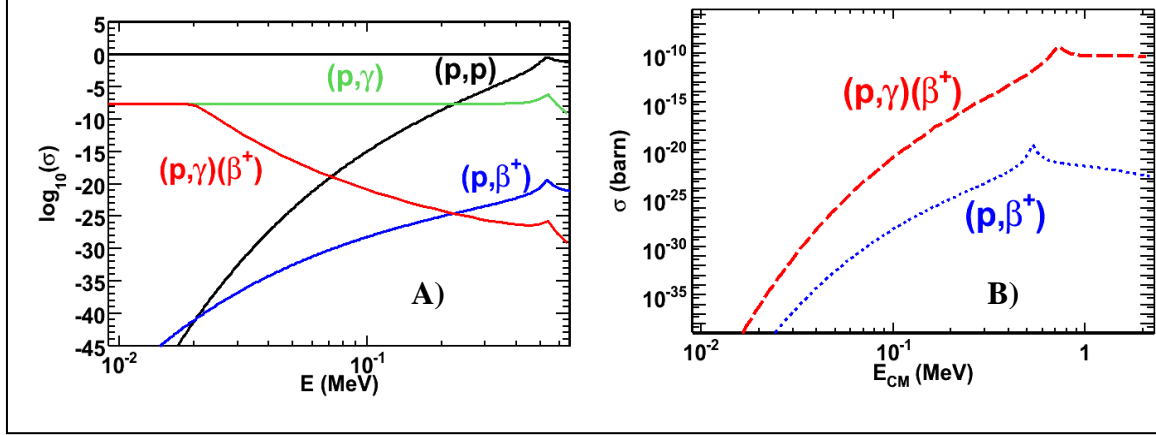 5
0
-5
-10
-15
-20
-25
-30
-35
-40
-45
log₁₀(σ)
(p,p)
(p,γ)
(p,γ)(β⁺)
(p,β⁺)
A)
10⁻² 10⁻¹
E (MeV)
10⁻¹⁰
10⁻¹⁵
10⁻²⁰
10⁻²⁵
10⁻³⁰
10⁻³⁵
σ (barn)
(p,γ)(β⁺)
(p,β⁺)
B)
10⁻² 10⁻¹ 1
E_CM (MeV)